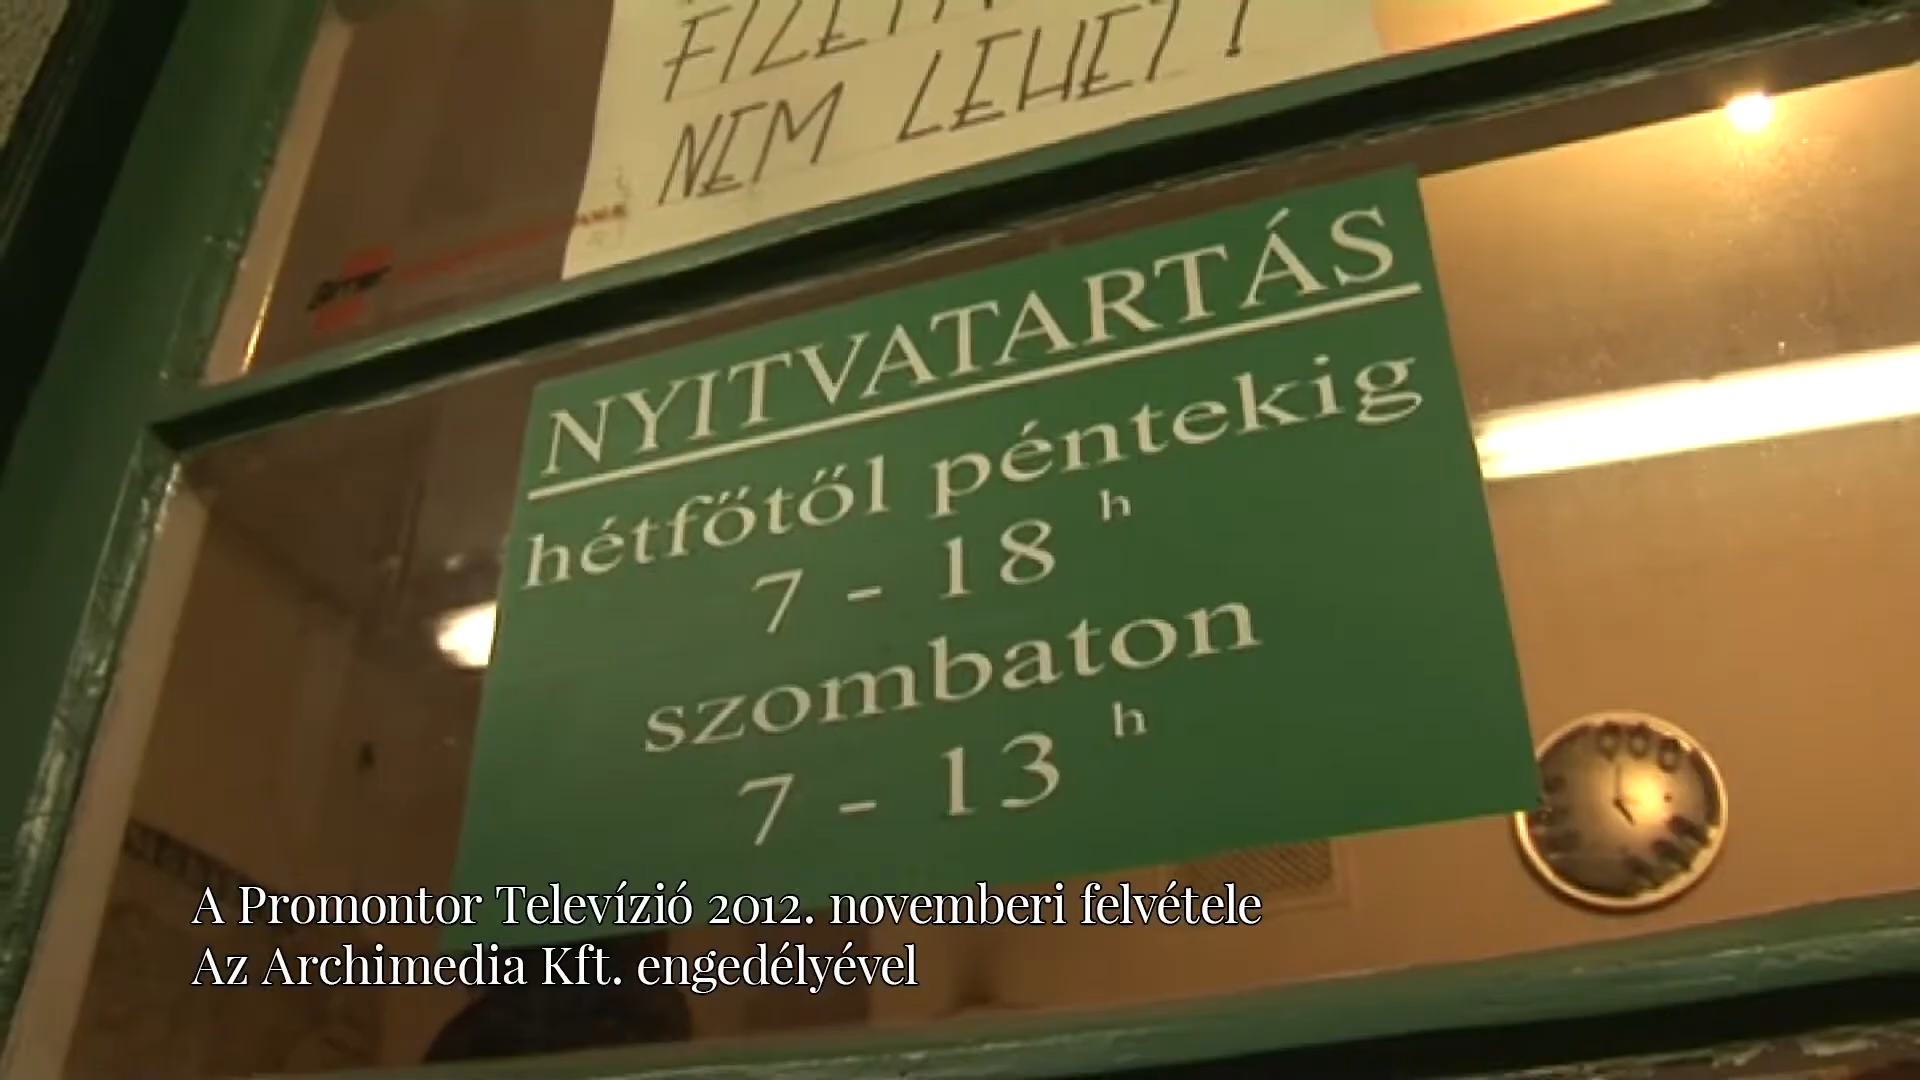 NEM LEHET!
NYITVATARTÁS
hétfőtől péntekig
7 - 18 h
szombaton
7 - 13 h
A Promontor Televízió 2012. novemberi felvétele
Az Archimedia Kft. engedélyével